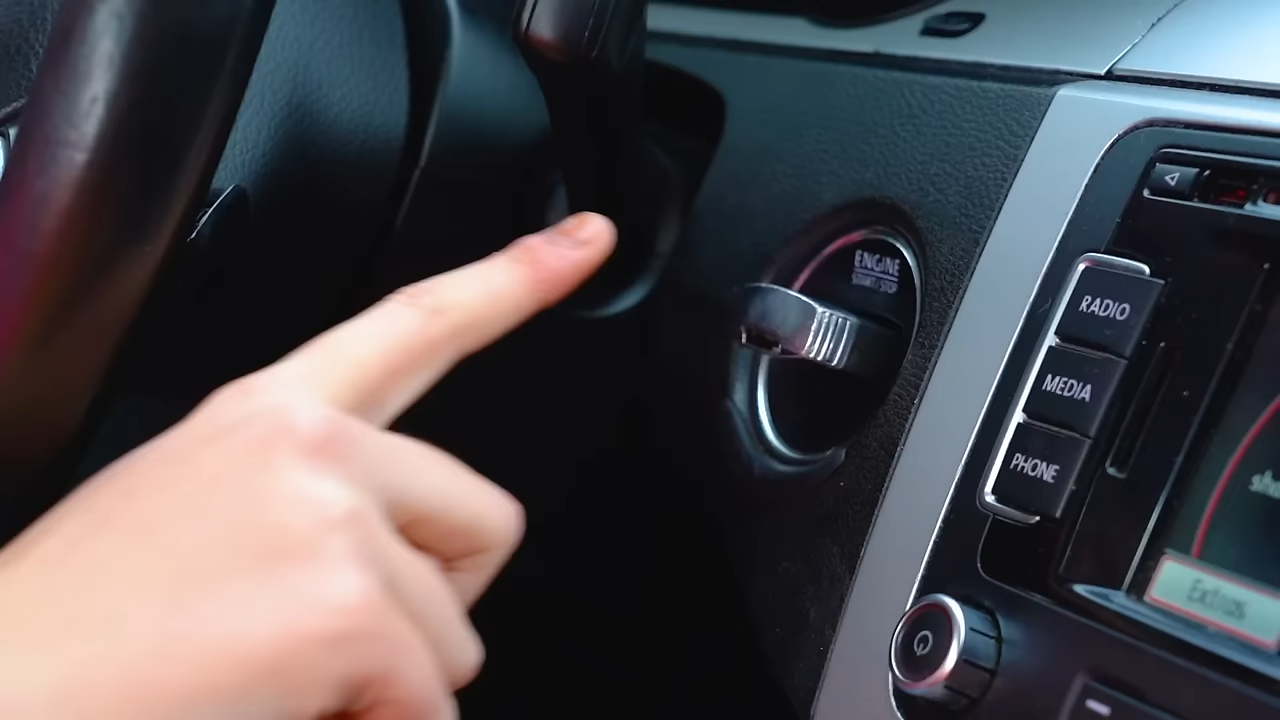 ENGINE
START/STOP
RADIO
MEDIA
PHONE
Extras